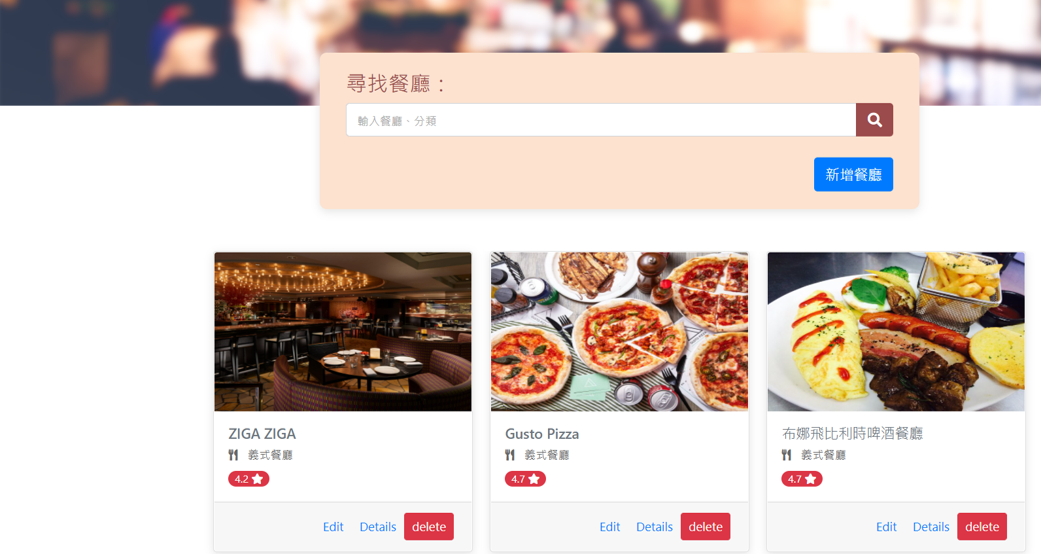 尋找餐廳：
輸入餐廳、分類
新增餐廳
ZIGA ZIGA
義式餐廳
4.2
Edit Details delete
Gusto Pizza
義式餐廳
4.7
Edit Details delete
布娜飛比利時啤酒餐廳
義式餐廳
4.7
Edit Details delete